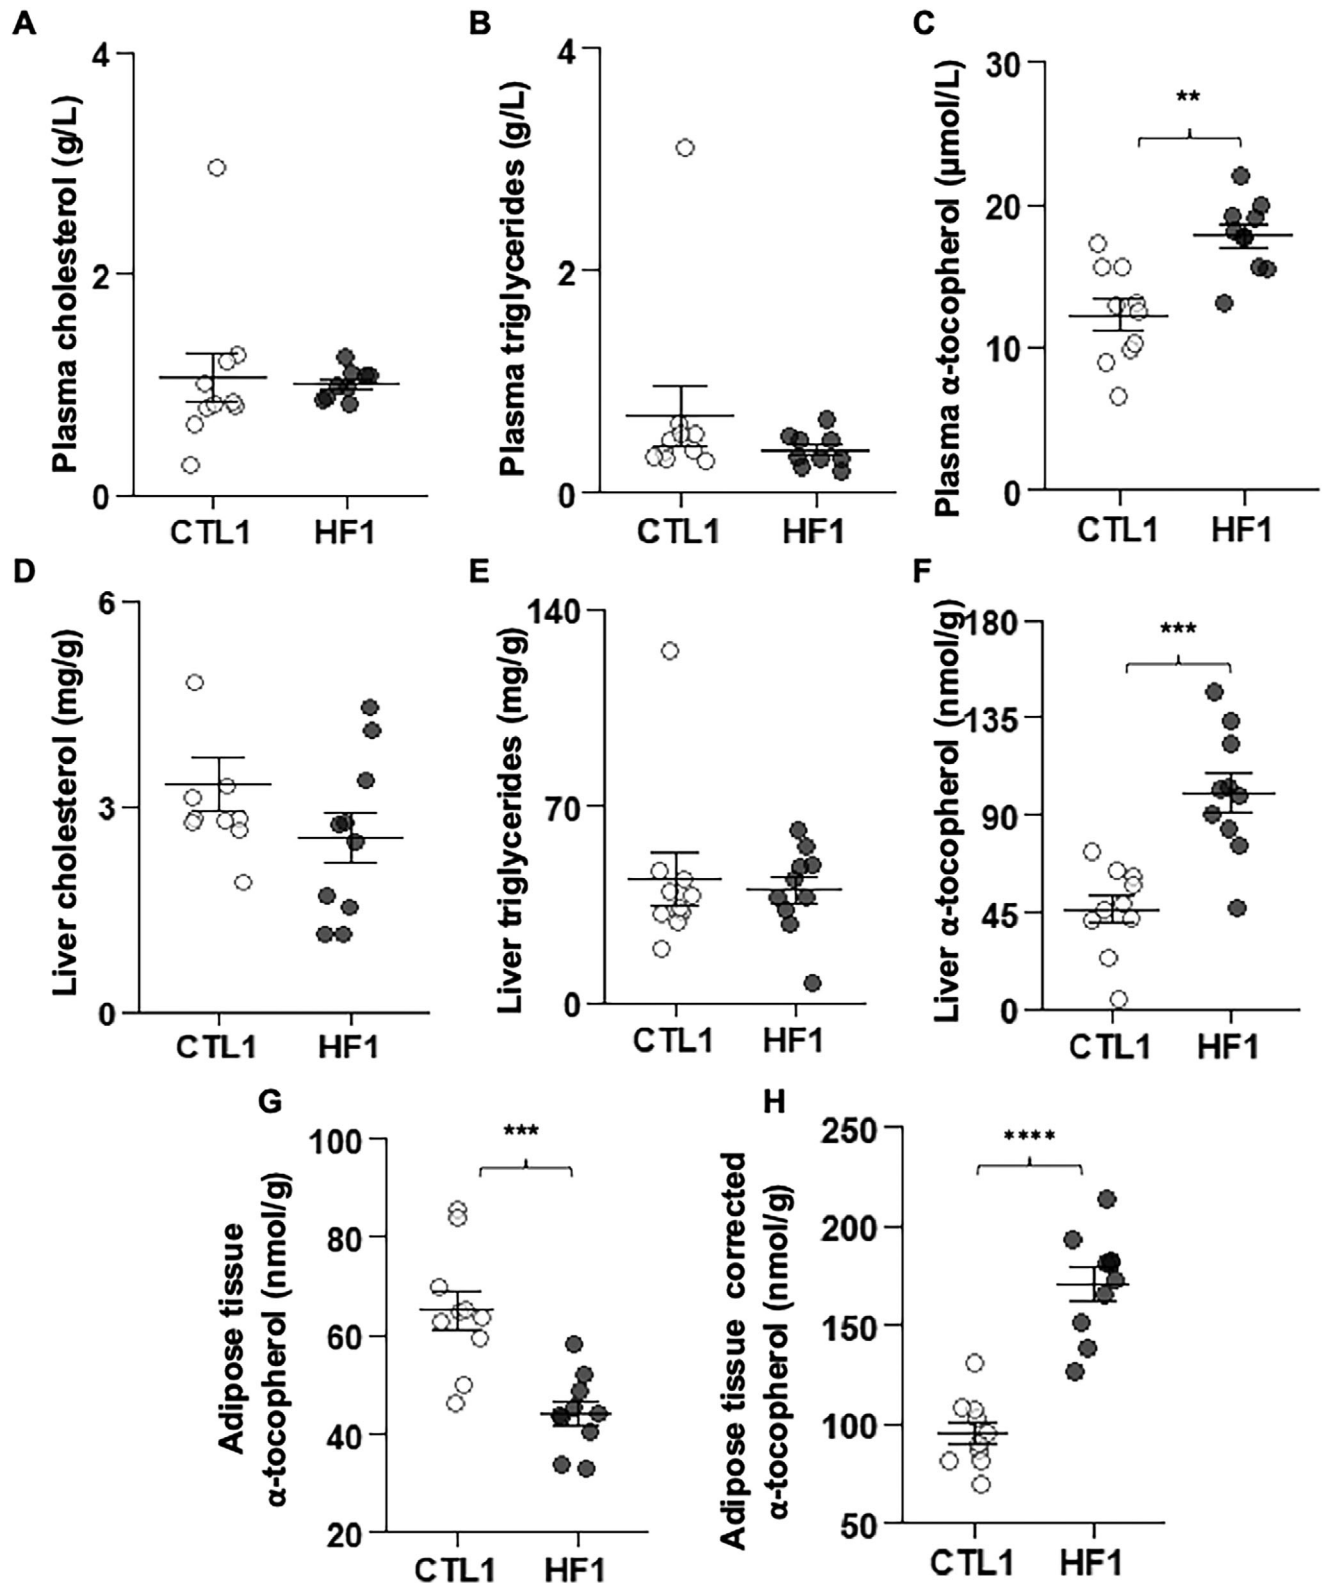 A
Plasma cholesterol (g/L)
4
2
0
CTL1 HF1
B
Plasma triglycerides (g/L)
4
2
0
CTL1 HF1
C
Plasma α-tocopherol (µmol/L)
30
20
10
0
**
CTL1 HF1
D
Liver cholesterol (mg/g)
6
3
0
CTL1 HF1
E
Liver triglycerides (mg/g)
140
70
0
CTL1 HF1
F
Liver α-tocopherol (nmol/g)
180
135
90
45
0
***
CTL1 HF1
G
Adipose tissue
α-tocopherol (nmol/g)
100
80
60
40
20
***
CTL1 HF1
H
Adipose tissue corrected
α-tocopherol (nmol/g)
250
200
150
100
50
****
CTL1 HF1